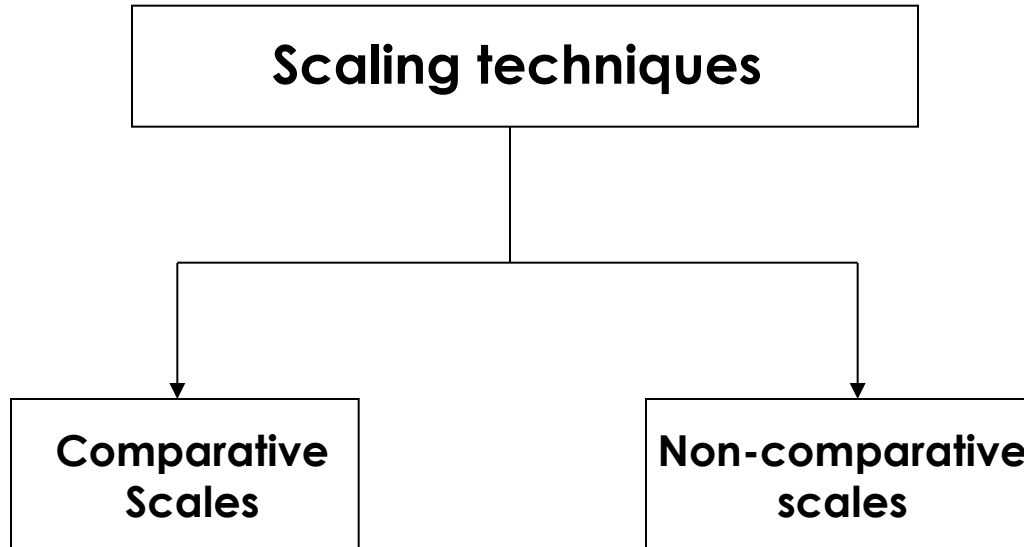 Scaling techniques
Comparative
Scales
Non-comparative
scales